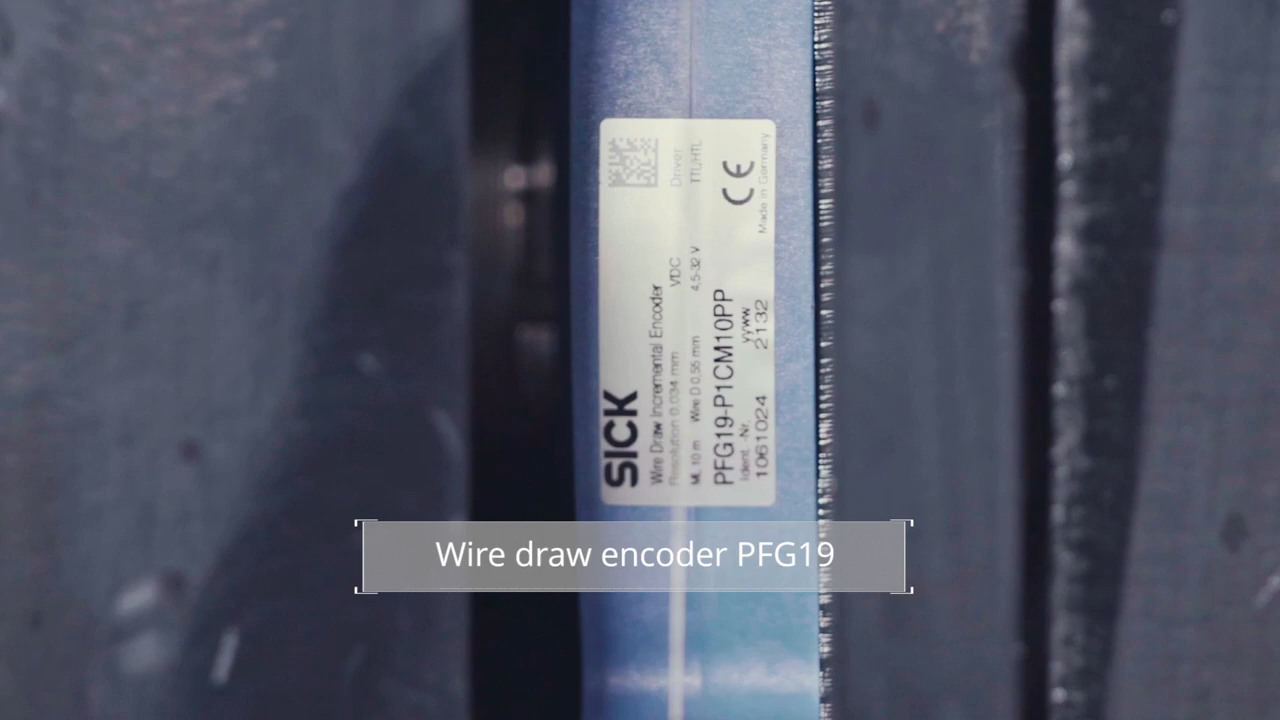 SICK
Wire Draw Incremental Encoder
Resolution 0.034 mm VDC Driver
ML 10 m Wire D 0,55 mm 4,5-32 V TTL/HTL
PFG19-P1CM10PP
Ident. -Nr. yyww
1061024 2132
CE
Made in Germany
Wire draw encoder PFG19